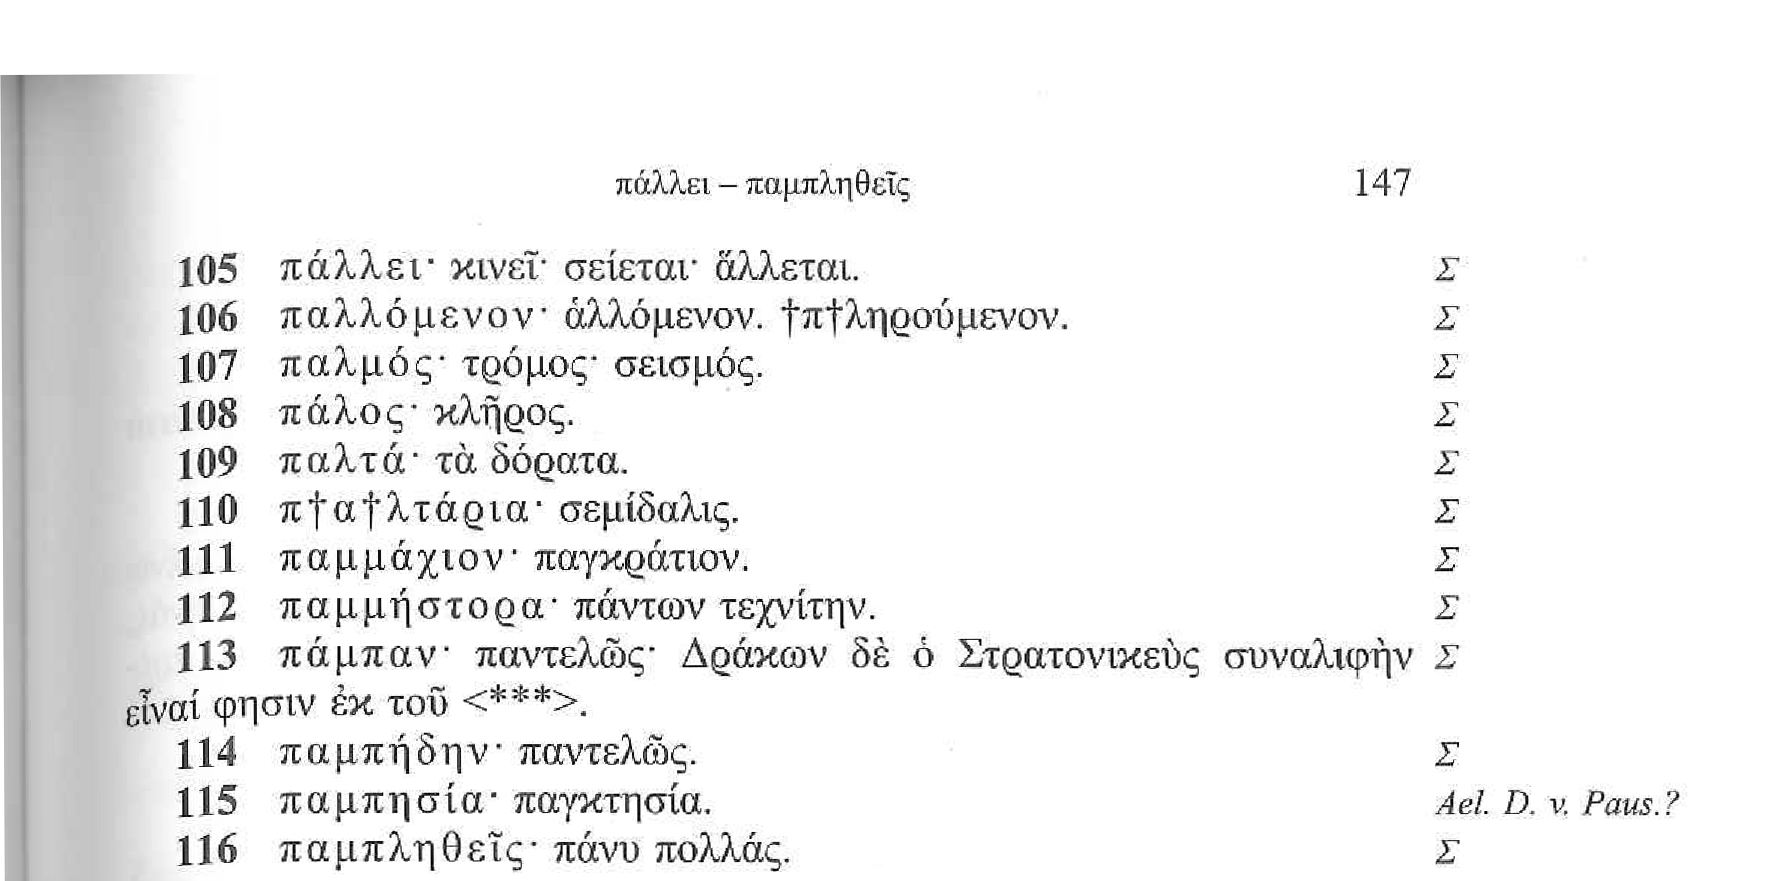 πάλλει – παμπληθεῖς 147
105 πάλλει· κινεῖ· σείεται· ἅλλεται. Σ
106 παλλόμενον· ἁλλόμενον. †π†ληρούμενον. Σ
107 παλμός· τρόμος· σεισμός. Σ
108 πάλος· κλῆρος. Σ
109 παλτά· τὰ δόρατα. Σ
110 π†α†λτάρια· σεμίδαλις. Σ
111 παμμάχιον· παγκράτιον. Σ
112 παμμήστορα· πάντων τεχνίτην. Σ
113 πάμπαν· παντελῶς· Δράκων δὲ ὁ Στρατονικεὺς συναλιφὴν Σ
εἶναί φησιν ἐκ τοῦ <***>.
114 παμπήδην· παντελῶς. Σ
115 παμπησία· παγκτησία. Ael. D. v. Paus.?
116 παμπληθεῖς· πάνυ πολλάς. Σ